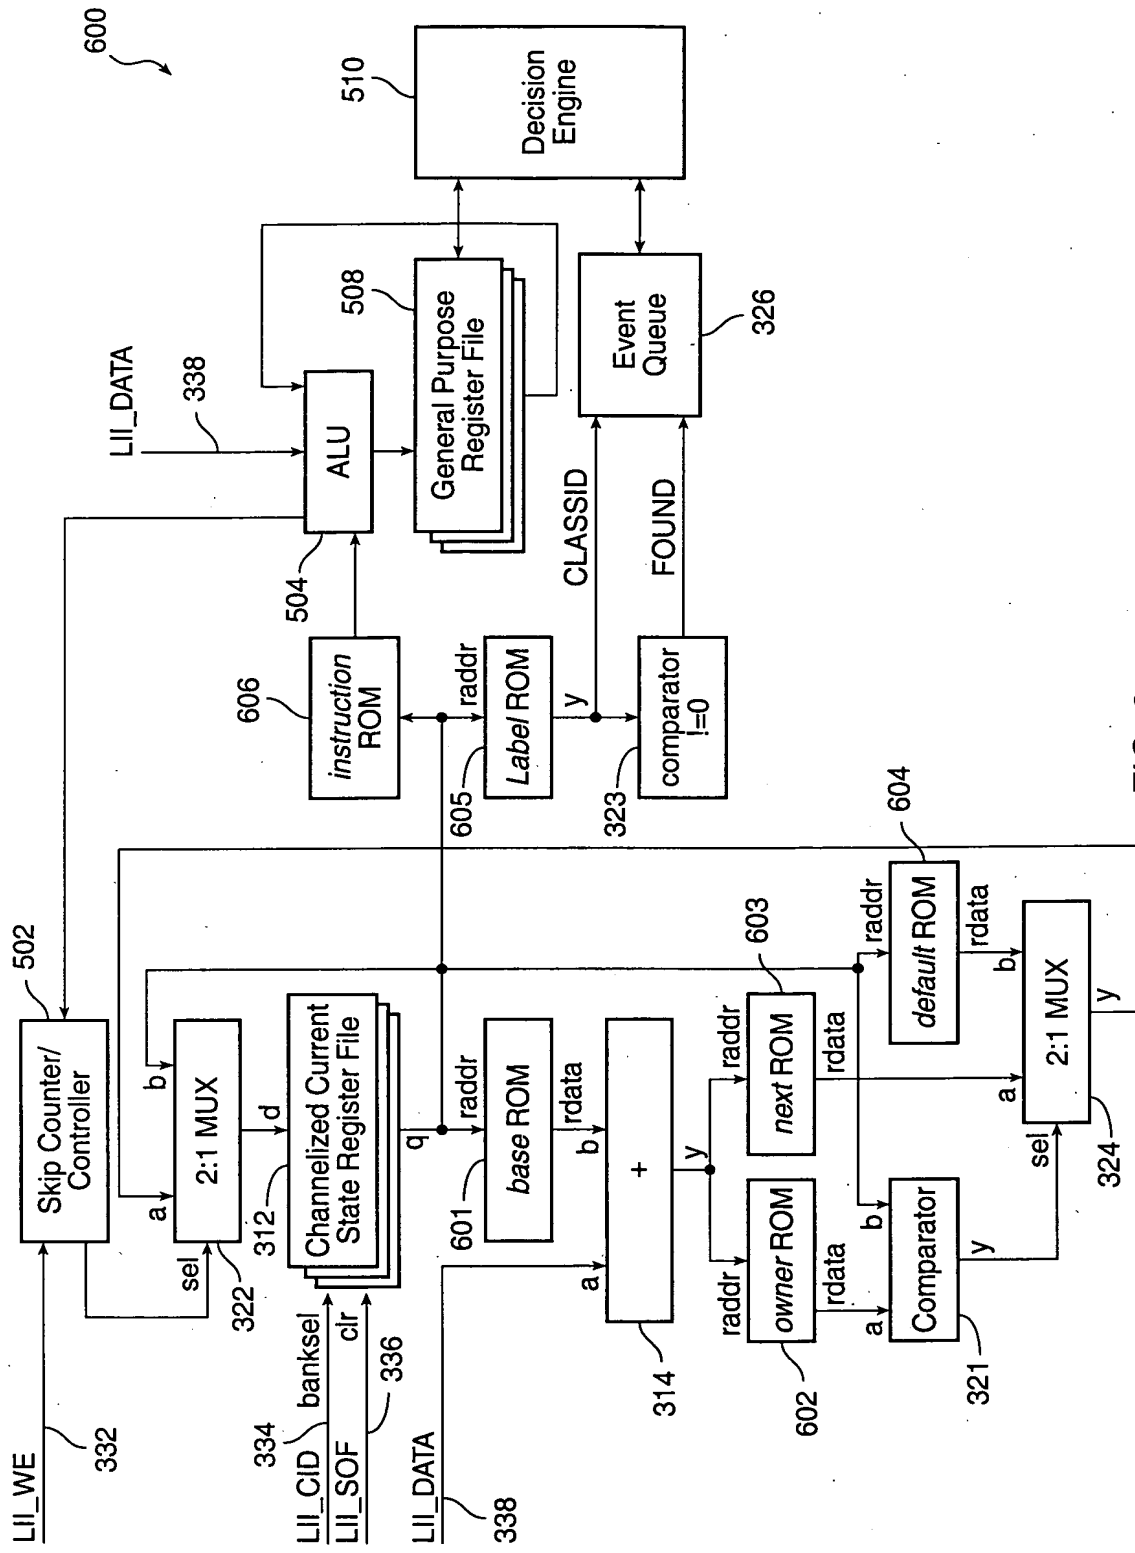 600
LII_WE
332
Skip Counter/
Controller
502
a
b
sel
2:1 MUX
322
d
LII_CID
334
banksel
LII_SOF
336
clr
312
Channelized Current
State Register File
q
raddr
601
base ROM
rdata
LII_DATA
338
a
b
+
314
y
raddr
raddr
owner ROM
602
next ROM
603
rdata
rdata
a
b
Comparator
321
y
raddr
default ROM
604
rdata
sel
a
b
2:1 MUX
324
y
LII_DATA
338
606
instruction
ROM
504
ALU
508
General Purpose
Register File
510
Decision
Engine
raddr
605
Label ROM
y
CLASSID
323
comparator
!=0
FOUND
Event
Queue
326